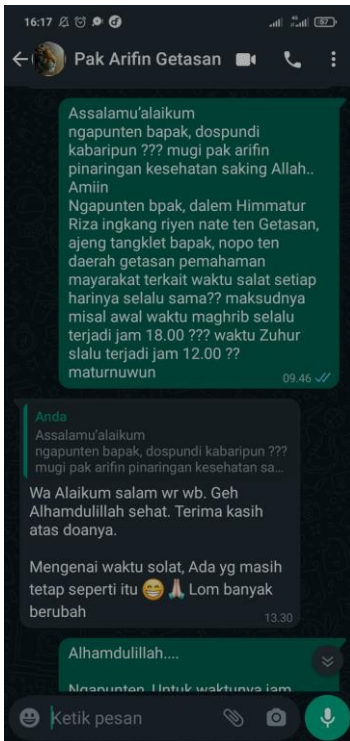 16:17
57
Pak Arifin Getasan
Assalamu'alaikum
ngapunten bapak, dospundi
kabaripun ??? mugi pak arifin
pinaringan kesehatan saking Allah..
Amiin
Ngapunten bpak, dalem Himmatur
Riza ingkang riyen nate ten Getasan,
ajeng tangklet bapak, nopo ten
daerah getasan pemahaman
mayarakat terkait waktu salat setiap
harinya selalu sama?? maksudnya
misal awal waktu maghrib selalu
terjadi jam 18.00 ??? waktu Zuhur
slalu terjadi jam 12.00 ??
maturnuwun
09.46
Anda
Assalamu'alaikum
ngapunten bapak, dospundi kabaripun ???
mugi pak arifin pinaringan kesehatan sa...
Wa Alaikum salam wr wb. Geh
Alhamdulillah sehat. Terima kasih
atas doanya.
Mengenai waktu solat, Ada yg masih
tetap seperti itu 😁🙏 Lom banyak
berubah
13.30
Alhamdulillah....
Ngapunten, Untuk waktunya jam
Ketik pesan